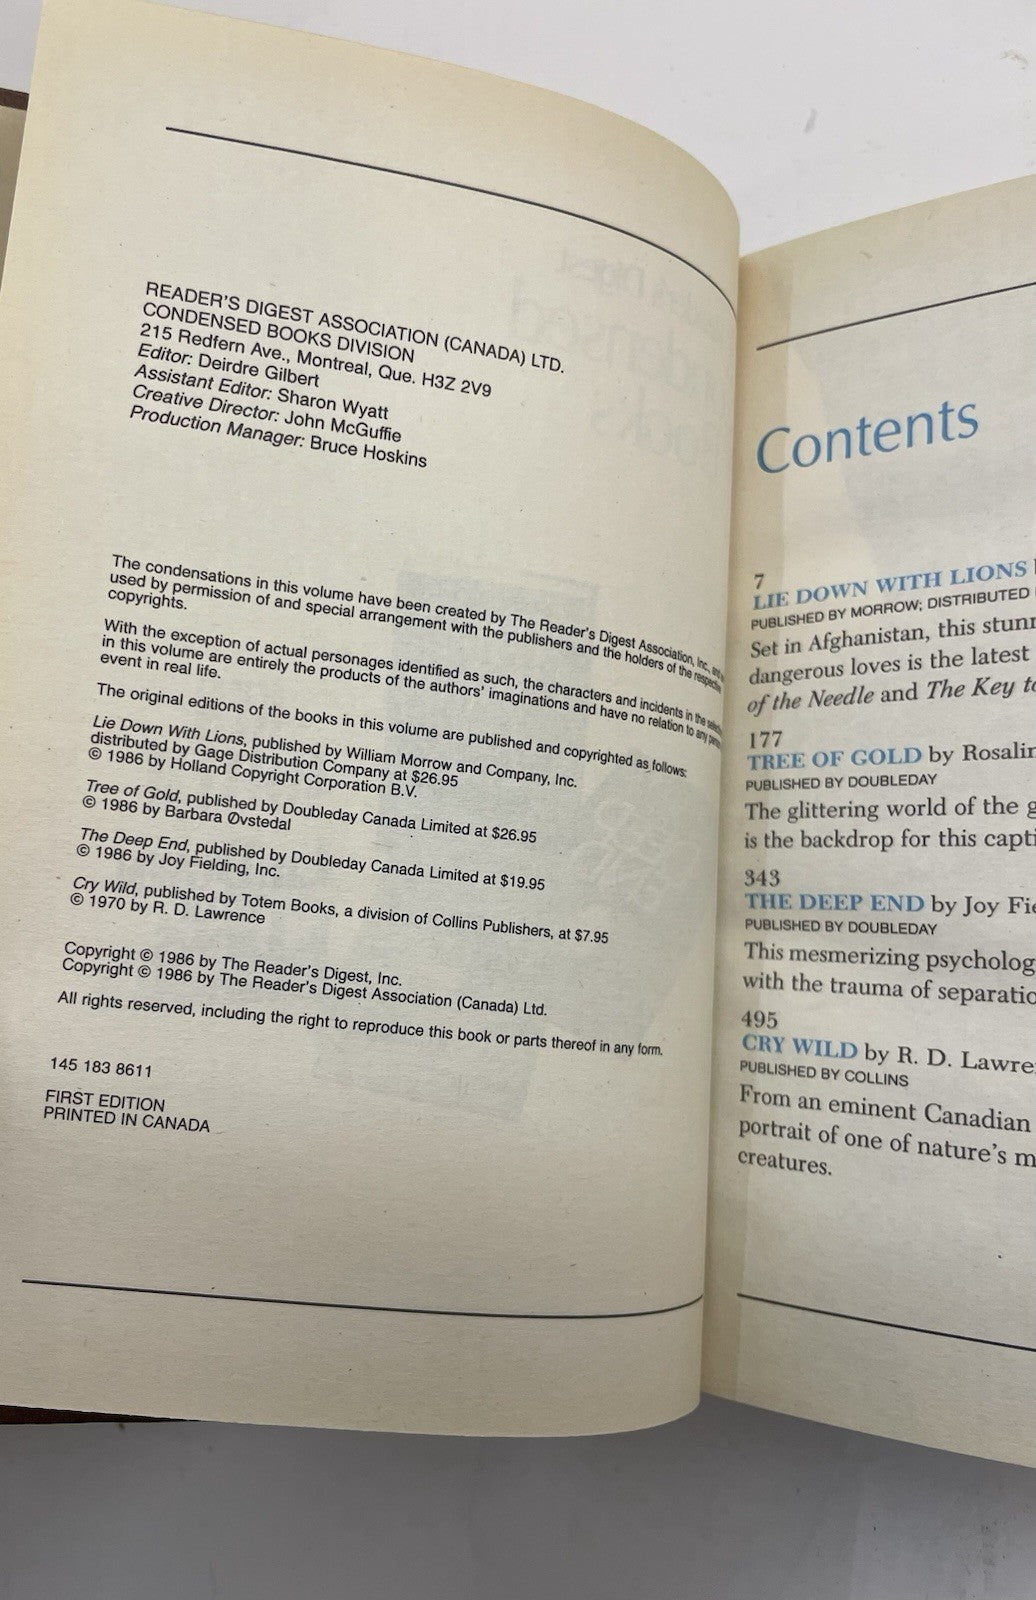 READER'S DIGEST ASSOCIATION (CANADA) LTD.
CONDENSED BOOKS DIVISION
215 Redfern Ave., Montreal, Que. H3Z 2V9
Editor: Deirdre Gilbert
Assistant Editor: Sharon Wyatt
Creative Director: John McGuffie
Production Manager: Bruce Hoskins
The condensations in this volume have been created by The Reader's Digest Association, Inc., and are
used by permission of and special arrangement with the publishers and the holders of the respective
copyrights.
With the exception of actual personages identified as such, the characters and incidents in the
in this volume are entirely the products of the authors' imaginations and have no relation to any
event in real life.
The original editions of the books in this volume are published and copyrighted as follows:
Lie Down With Lions, published by William Morrow and Company, Inc.
distributed by Gage Distribution Company at $26.95
© 1986 by Holland Copyright Corporation B.V.
Tree of Gold, published by Doubleday Canada Limited at $26.95
© 1986 by Barbara Øvstedal
The Deep End, published by Doubleday Canada Limited at $19.95
© 1986 by Joy Fielding, Inc.
Cry Wild, published by Totem Books, a division of Collins Publishers, at $7.95
© 1970 by R. D. Lawrence
Copyright © 1986 by The Reader's Digest, Inc.
Copyright © 1986 by The Reader's Digest Association (Canada) Ltd.
All rights reserved, including the right to reproduce this book or parts thereof in any form.
145 183 8611
FIRST EDITION
PRINTED IN CANADA
Contents
7
LIE DOWN WITH LIONS
PUBLISHED BY MORROW; DISTRIBUTED
Set in Afghanistan, this
dangerous loves is the latest
of the Needle and The Key
177
TREE OF GOLD by
PUBLISHED BY DOUBLEDAY
The glittering world of the
is the backdrop for this
343
THE DEEP END by Joy
PUBLISHED BY DOUBLEDAY
This mesmerizing
with the trauma of
495
CRY WILD by R. D.
PUBLISHED BY COLLINS
From an eminent Canadian
portrait of one of nature's
creatures.